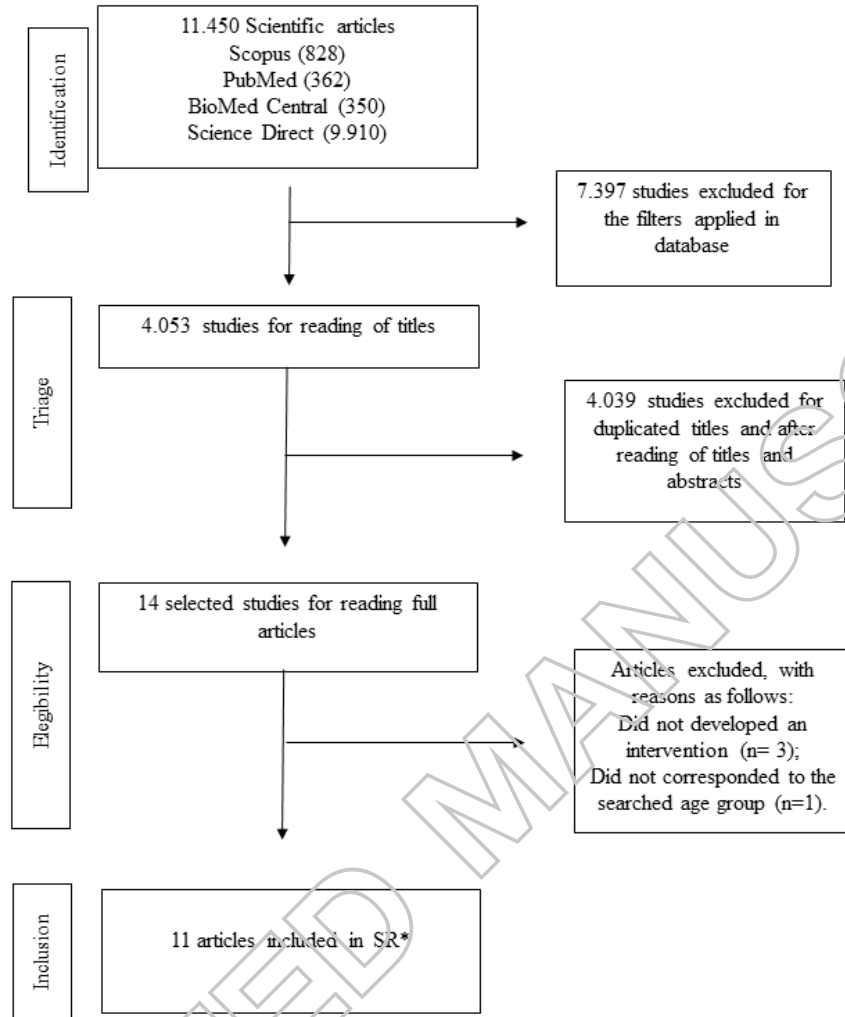 Identification
11.450 Scientific articles
Scopus (828)
PubMed (362)
BioMed Central (350)
Science Direct (9.910)
7.397 studies excluded for
the filters applied in
database
Triage
4.053 studies for reading of titles
4.039 studies excluded for
duplicated titles and after
reading of titles and
abstracts
Elegibility
14 selected studies for reading full
articles
Articles excluded, with
reasons as follows:
Did not developed an
intervention (n= 3);
Did not corresponded to the
searched age group (n=1).
Inclusion
11 articles included in SR*
ED MANUS